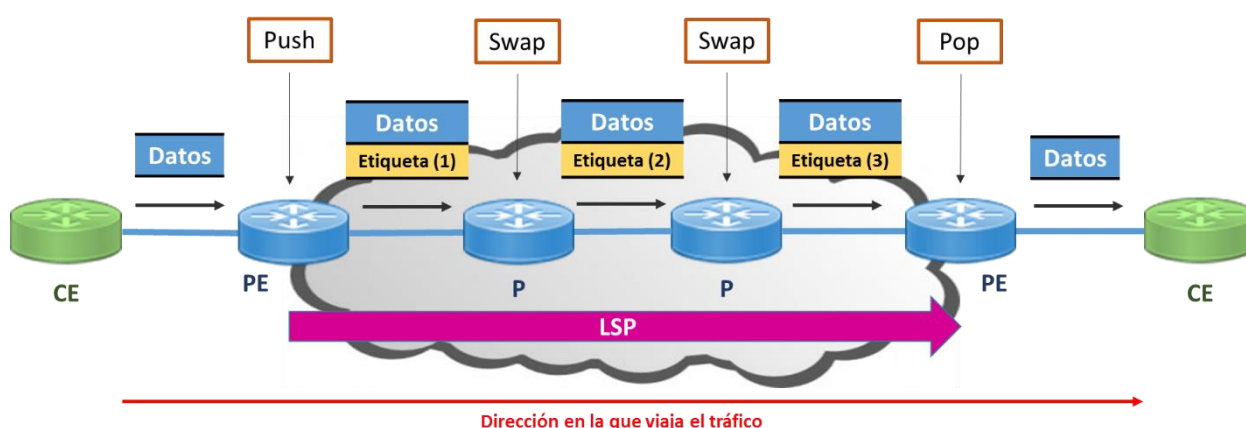 Push
Swap
Swap
Pop
Datos
Datos
Etiqueta (1)
Datos
Etiqueta (2)
Datos
Etiqueta (3)
Datos
CE
PE
P
P
PE
CE
LSP
Dirección en la que viaja el tráfico